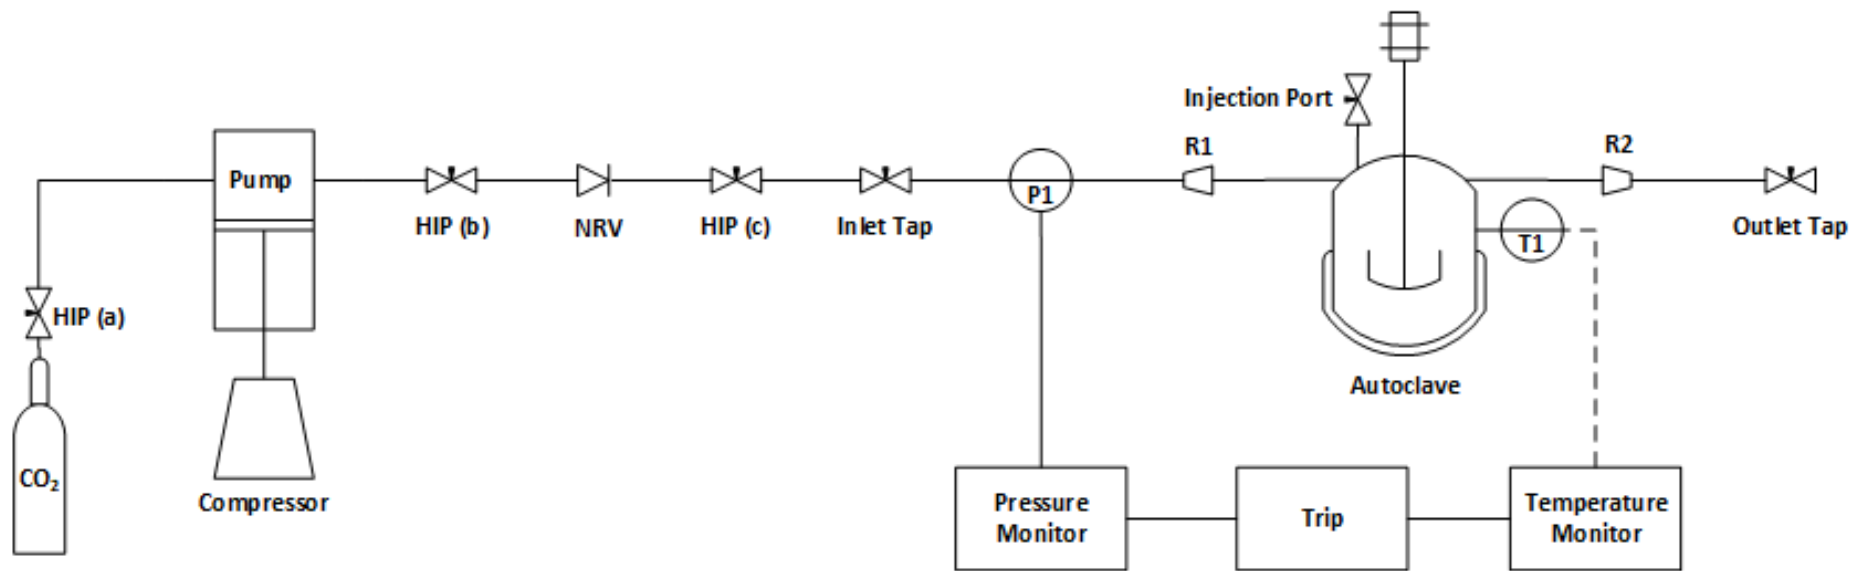 Injection Port
R1
R2
Pump
P1
HIP (b)
NRV
HIP (c)
Inlet Tap
T1
Outlet Tap
HIP (a)
Autoclave
CO₂
Compressor
Pressure
Monitor
Trip
Temperature
Monitor